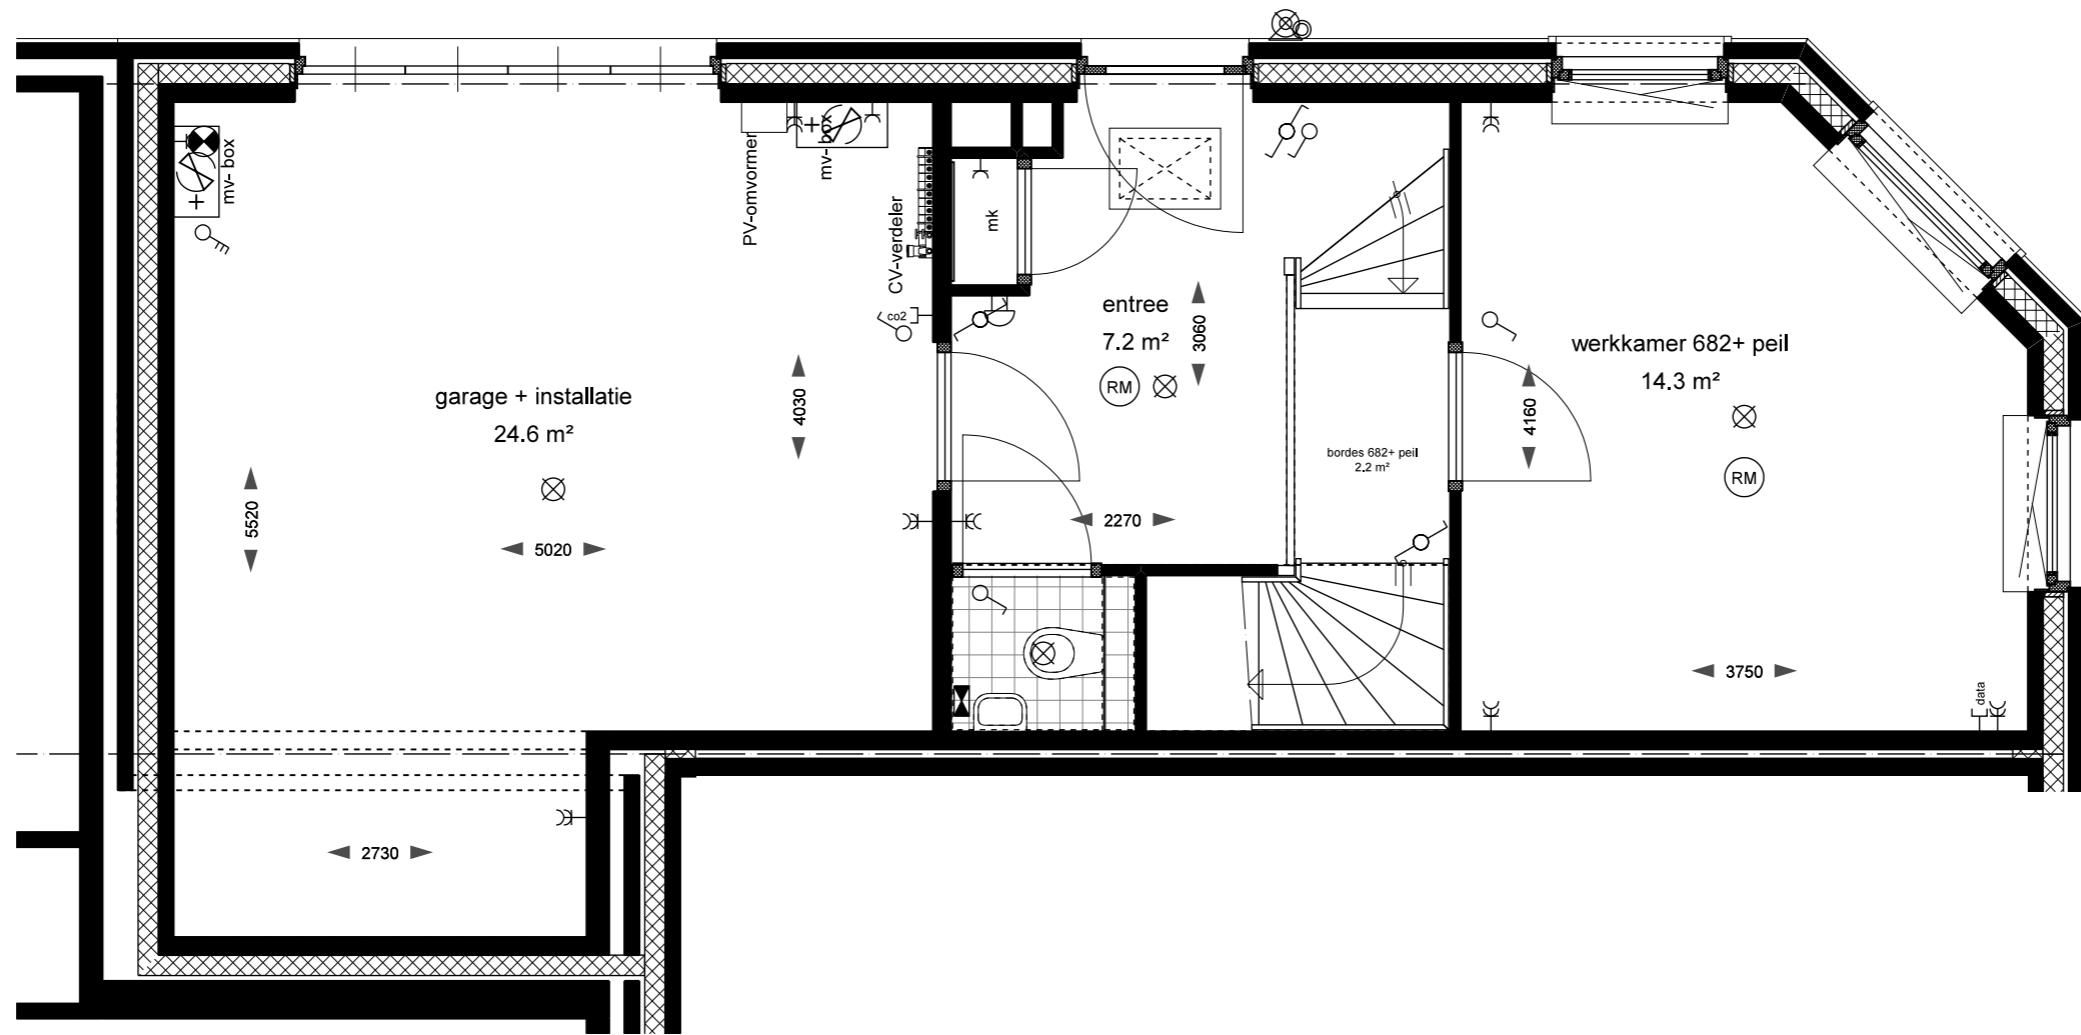 mv- box
PV-omvormer
mv- box
CV-verdeler
mk
co2
entree
7.2 m²
3060
RM
werkkamer 682+ peil
14.3 m²
RM
4160
garage + installatie
24.6 m²
4030
bordes 682+ peil
2.2 m²
5520
5020
2270
3750
data
2730